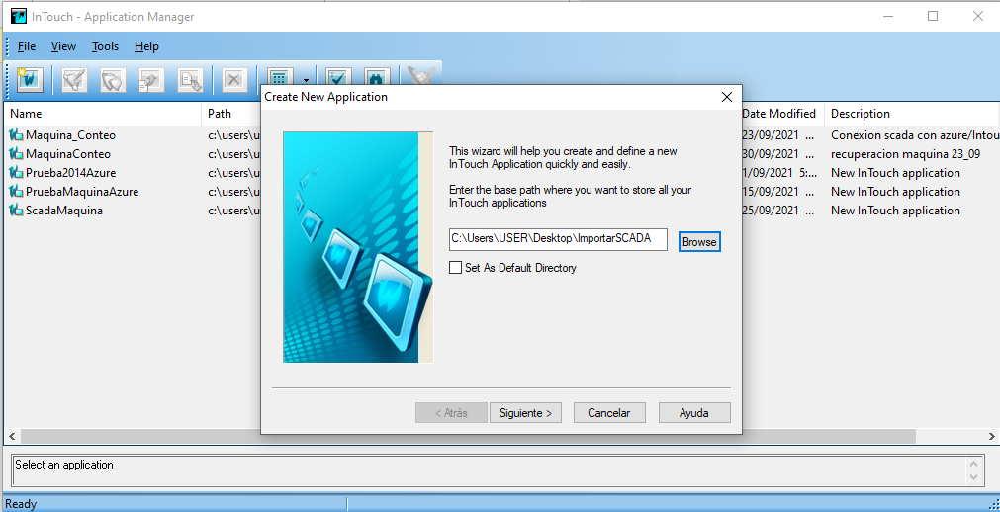 InTouch - Application Manager
File View Tools Help
Create New Application
Name Path Date Modified Description
Maquina_Conteo c:\users\u 23/09/2021 ... Conexion scada con azure/Intou
MaquinaConteo c:\users\u 30/09/2021 ... recuperacion maquina 23_09
Prueba2014Azure c:\users\u 1/09/2021 5:... New InTouch application
PruebaMaquinaAzure c:\users\u 15/09/2021 ... New InTouch application
ScadaMaquina c:\users\u 25/09/2021 ... New InTouch application
This wizard will help you create and define a new
InTouch Application quickly and easily.
Enter the base path where you want to store all your
InTouch applications
C:\Users\USER\Desktop\ImportarSCADA Browse
Set As Default Directory
< Atrás Siguiente > Cancelar Ayuda
Select an application
Ready